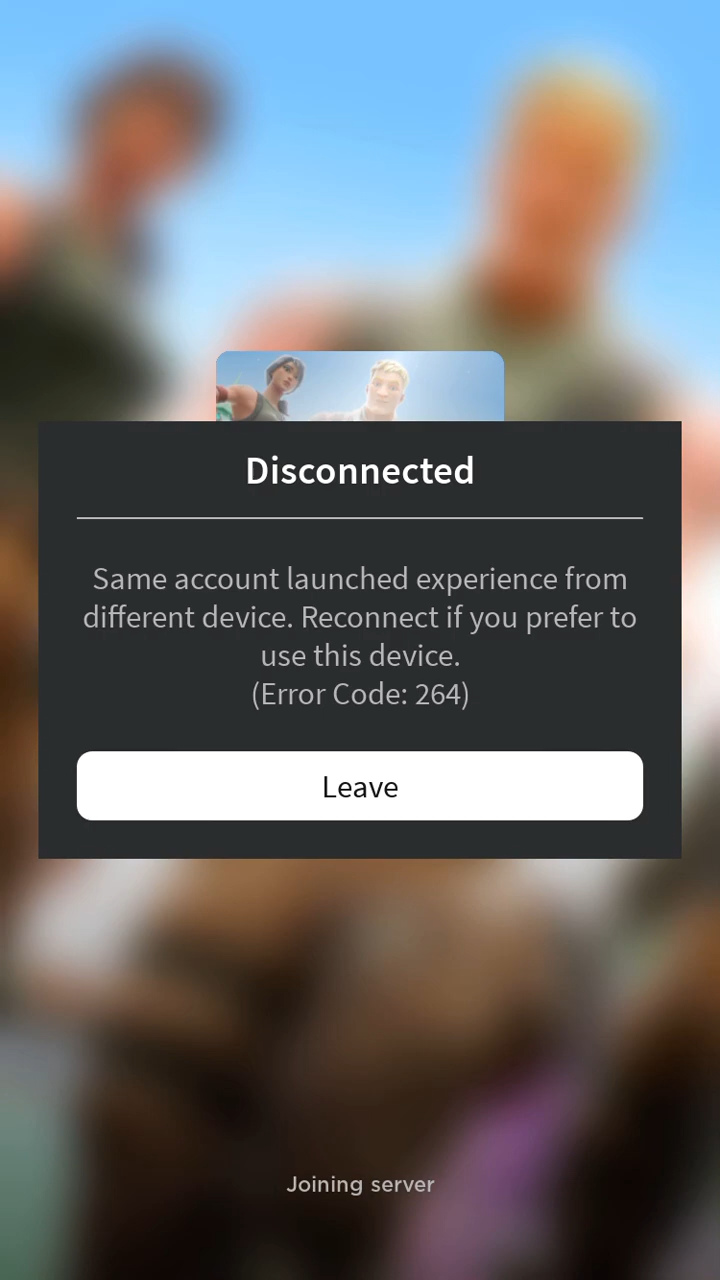 Disconnected
Same account launched experience from
different device. Reconnect if you prefer to
use this device.
(Error Code: 264)
Leave
Joining server